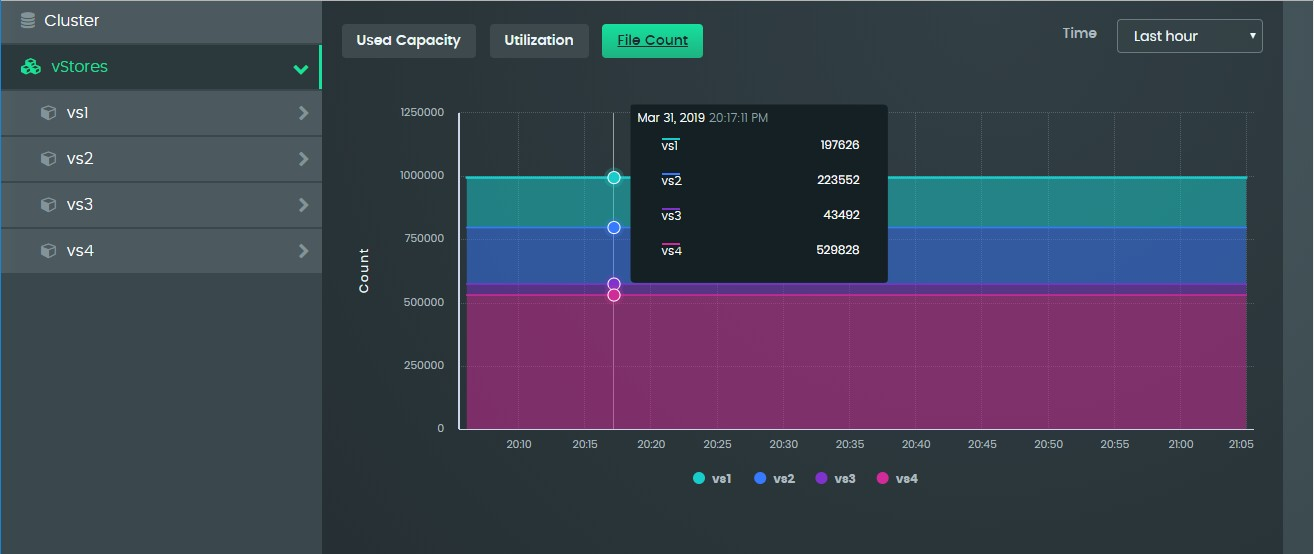 Cluster
vStores
vs1
vs2
vs3
vs4
Used Capacity
Utilization
File Count
Time
Last hour
Mar 31, 2019 20:17:11 PM
vs1 197626
vs2 223552
vs3 43492
vs4 529828
Count
1250000
1000000
750000
500000
250000
0
20:10 20:15 20:20 20:25 20:30 20:35 20:40 20:45 20:50 20:55 21:00 21:05
vs1 vs2 vs3 vs4